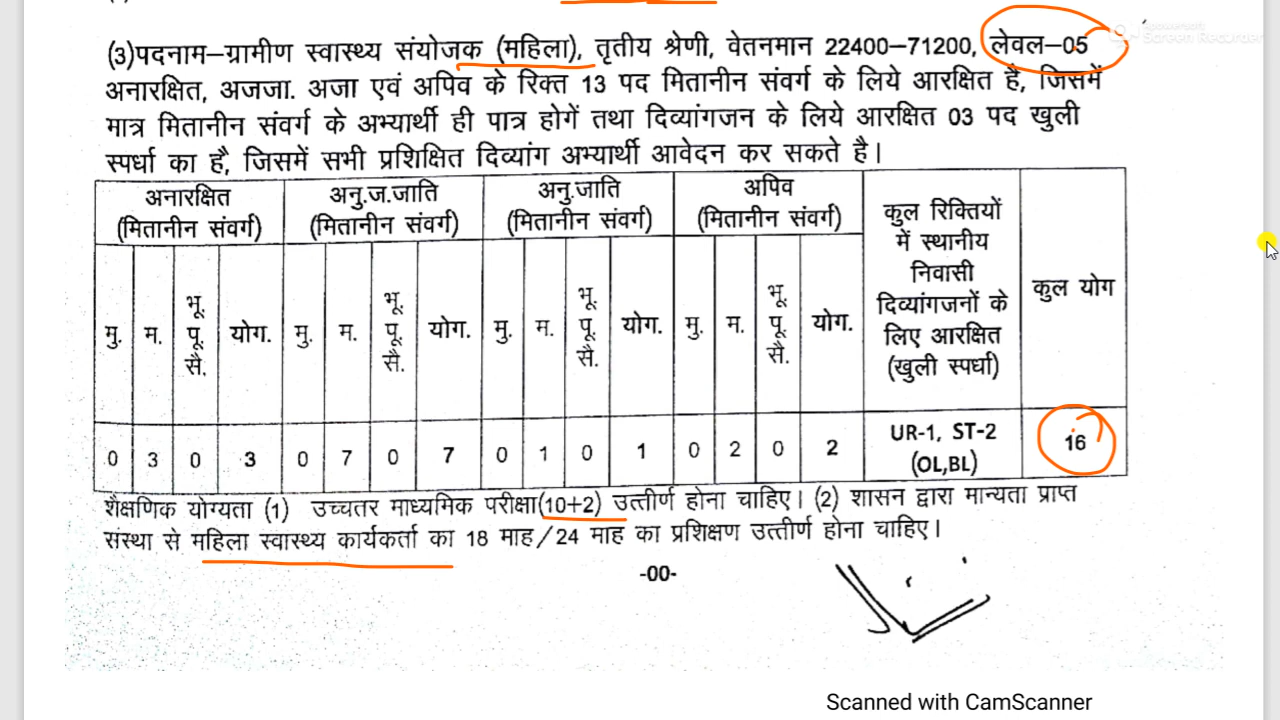 (3)पदनाम–ग्रामीण स्वास्थ्य संयोजक (महिला), तृतीय श्रेणी, वेतनमान 22400–71200, लेवल–05
अनारक्षित, अजजा. अजा एवं अपिव के रिक्त 13 पद मितानीन संवर्ग के लिये आरक्षित है, जिसमें
मात्र मितानीन संवर्ग के अभ्यार्थी ही पात्र होगें तथा दिव्यांगजन के लिये आरक्षित 03 पद खुली
स्पर्धा का है, जिसमें सभी प्रशिक्षित दिव्यांग अभ्यार्थी आवेदन कर सकते है।
अनारक्षित
(मितानीन संवर्ग)
अनु.ज.जाति
(मितानीन संवर्ग)
अनु.जाति
(मितानीन संवर्ग)
अपिव
(मितानीन संवर्ग)
कुल रिक्तियों
में स्थानीय
निवासी
दिव्यांगजनों के
लिए आरक्षित
(खुली स्पर्धा)
कुल योग
मु. म. भू. पू. सै. योग. मु. म. भू. पू. सै. योग. मु. म. भू. पू. सै. योग. मु. म. भू. पू. सै. योग.
0 3 0 3 0 7 0 7 0 1 0 1 0 2 0 2 UR-1, ST-2 16
(OL,BL)
शैक्षणिक योग्यता (1) उच्चतर माध्यमिक परीक्षा(10+2) उत्तीर्ण होना चाहिए। (2) शासन द्वारा मान्यता प्राप्त
संस्था से महिला स्वास्थ्य कार्यकर्ता का 18 माह/24 माह का प्रशिक्षण उत्तीर्ण होना चाहिए।
-00-
Scanned with CamScanner
Screen Recorder